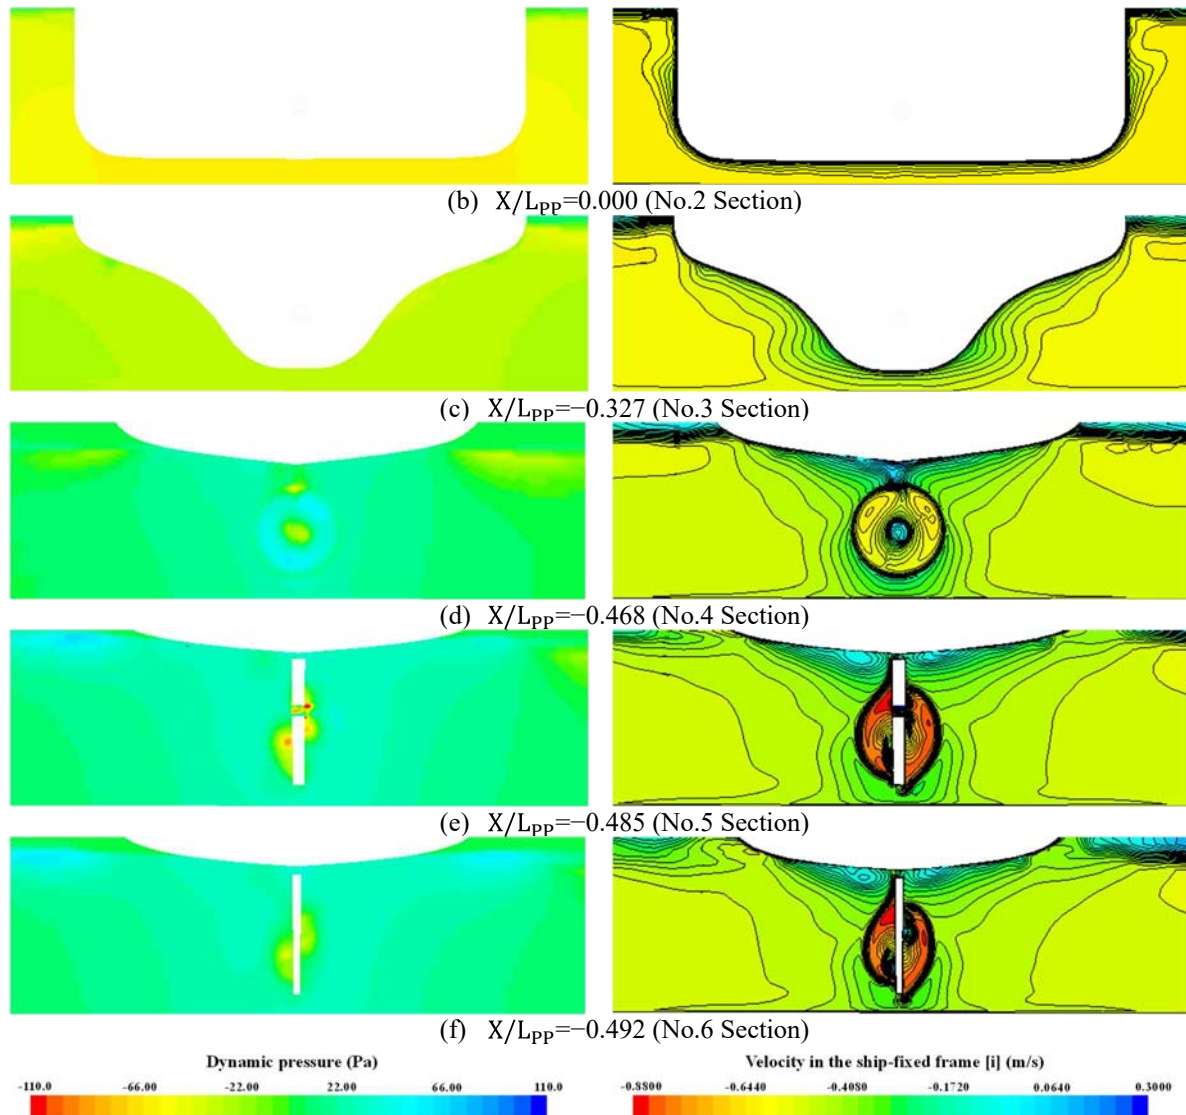 (b) X/LPP=0.000 (No.2 Section)
(c) X/LPP=−0.327 (No.3 Section)
(d) X/LPP=−0.468 (No.4 Section)
(e) X/LPP=−0.485 (No.5 Section)
(f) X/LPP=−0.492 (No.6 Section)
Dynamic pressure (Pa)
-110.0 -66.00 -22.00 22.00 66.00 110.0
Velocity in the ship-fixed frame [i] (m/s)
-0.8800 -0.6440 -0.4080 -0.1720 0.0640 0.3000